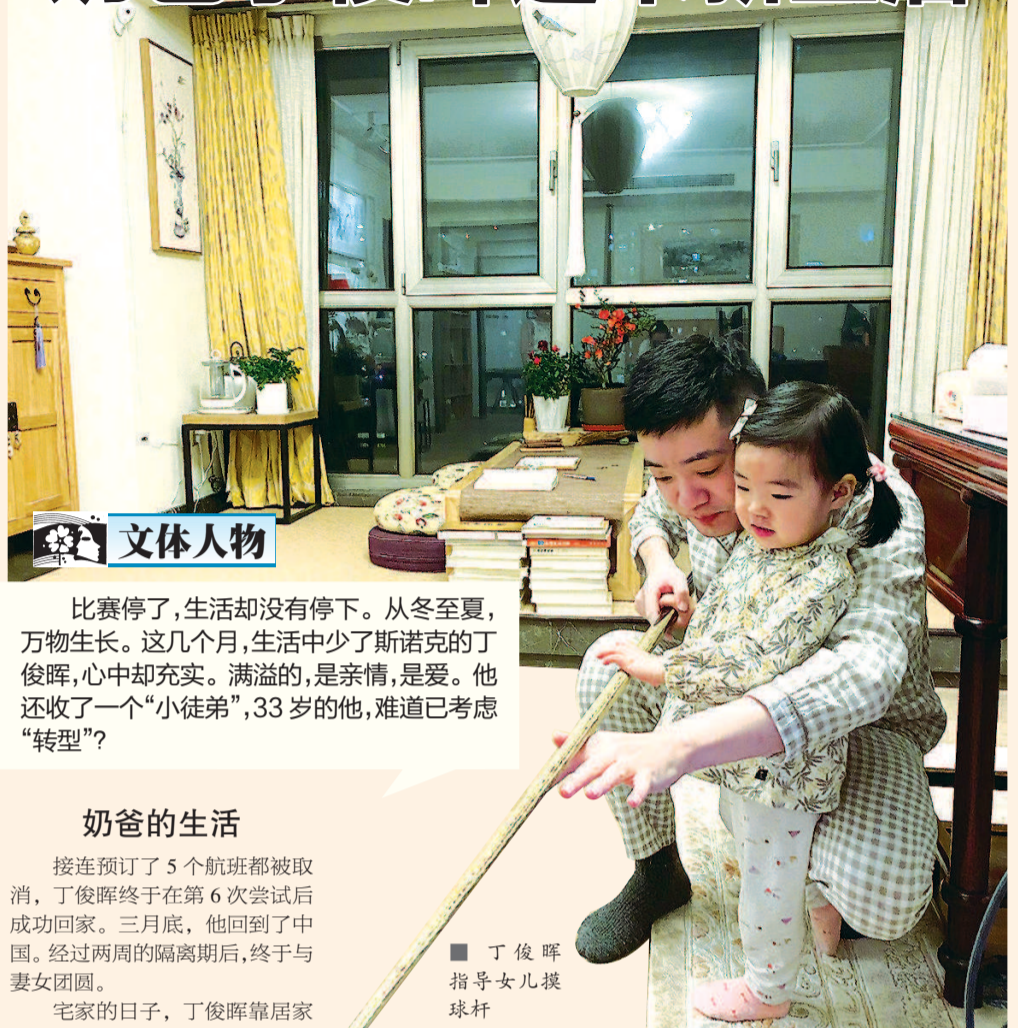 文体人物
比赛停了,生活却没有停下。从冬至夏,
万物生长。这几个月,生活中少了斯诺克的丁
俊晖,心中却充实。满溢的,是亲情,是爱。他
还收了一个“小徒弟”,33岁的他,难道已考虑
“转型”?
奶爸的生活
接连预订了5个航班都被取
消，丁俊晖终于在第6次尝试后
成功回家。三月底，他回到了中
国。经过两周的隔离期后,终于与
妻女团圆。
宅家的日子，丁俊晖靠居家
■ 丁俊晖
指导女儿摸
球杆